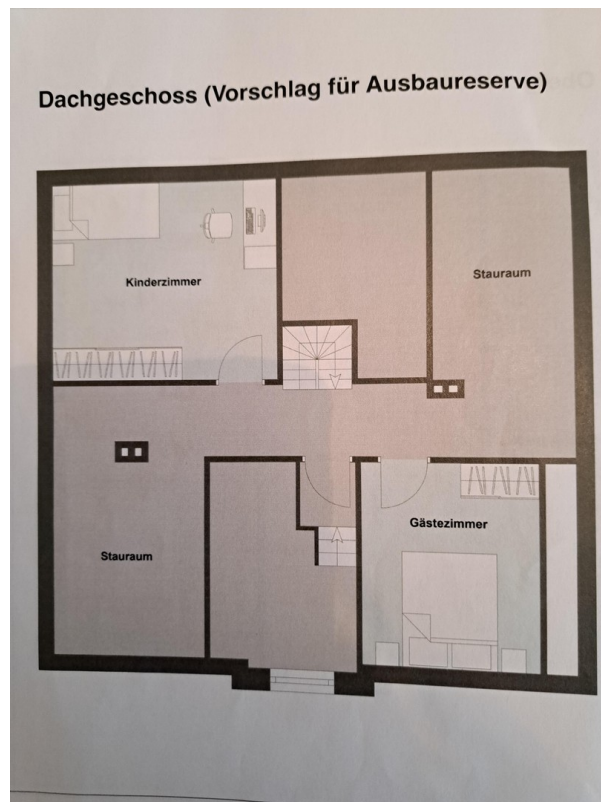 Dachgeschoss (Vorschlag für Ausbaureserve)
Kinderzimmer
Stauraum
Gästezimmer
Stauraum